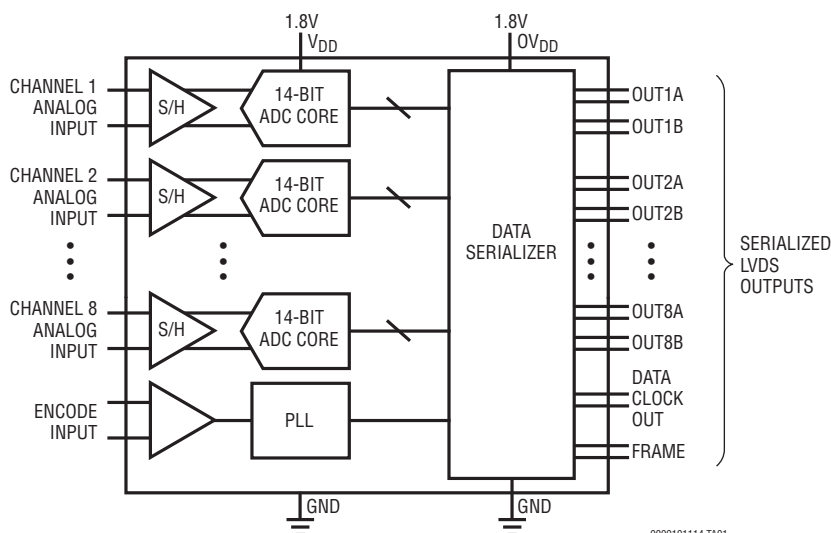 1.8V
VDD
1.8V
OVDD
CHANNEL 1
ANALOG
INPUT
S/H
14-BIT
ADC CORE
OUT1A
OUT1B
CHANNEL 2
ANALOG
INPUT
S/H
14-BIT
ADC CORE
OUT2A
OUT2B
DATA
SERIALIZER
SERIALIZED
LVDS
OUTPUTS
CHANNEL 8
ANALOG
INPUT
S/H
14-BIT
ADC CORE
OUT8A
OUT8B
ENCODE
INPUT
PLL
DATA
CLOCK
OUT
FRAME
GND
GND